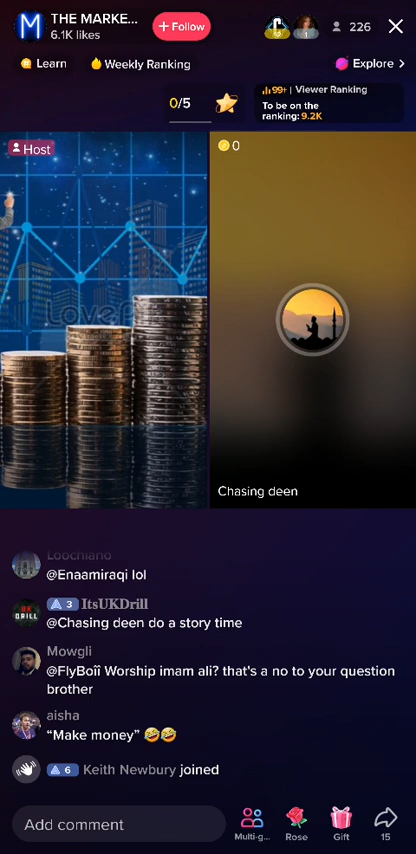 THE MARKE...
6.1K likes
+ Follow
226
Learn
Weekly Ranking
Explore >
0/5
99+ | Viewer Ranking
To be on the
ranking: 9.2K
Host
0
Chasing deen
Loochiano
@Enaamiraqi lol
3 ItsUKDrill
@Chasing deen do a story time
Mowgli
@FlyBoîî Worship imam ali? that's a no to your question
brother
aisha
“Make money” 🤣🤣
6 Keith Newbury joined
Add comment
Multi-g...
Rose
Gift
15